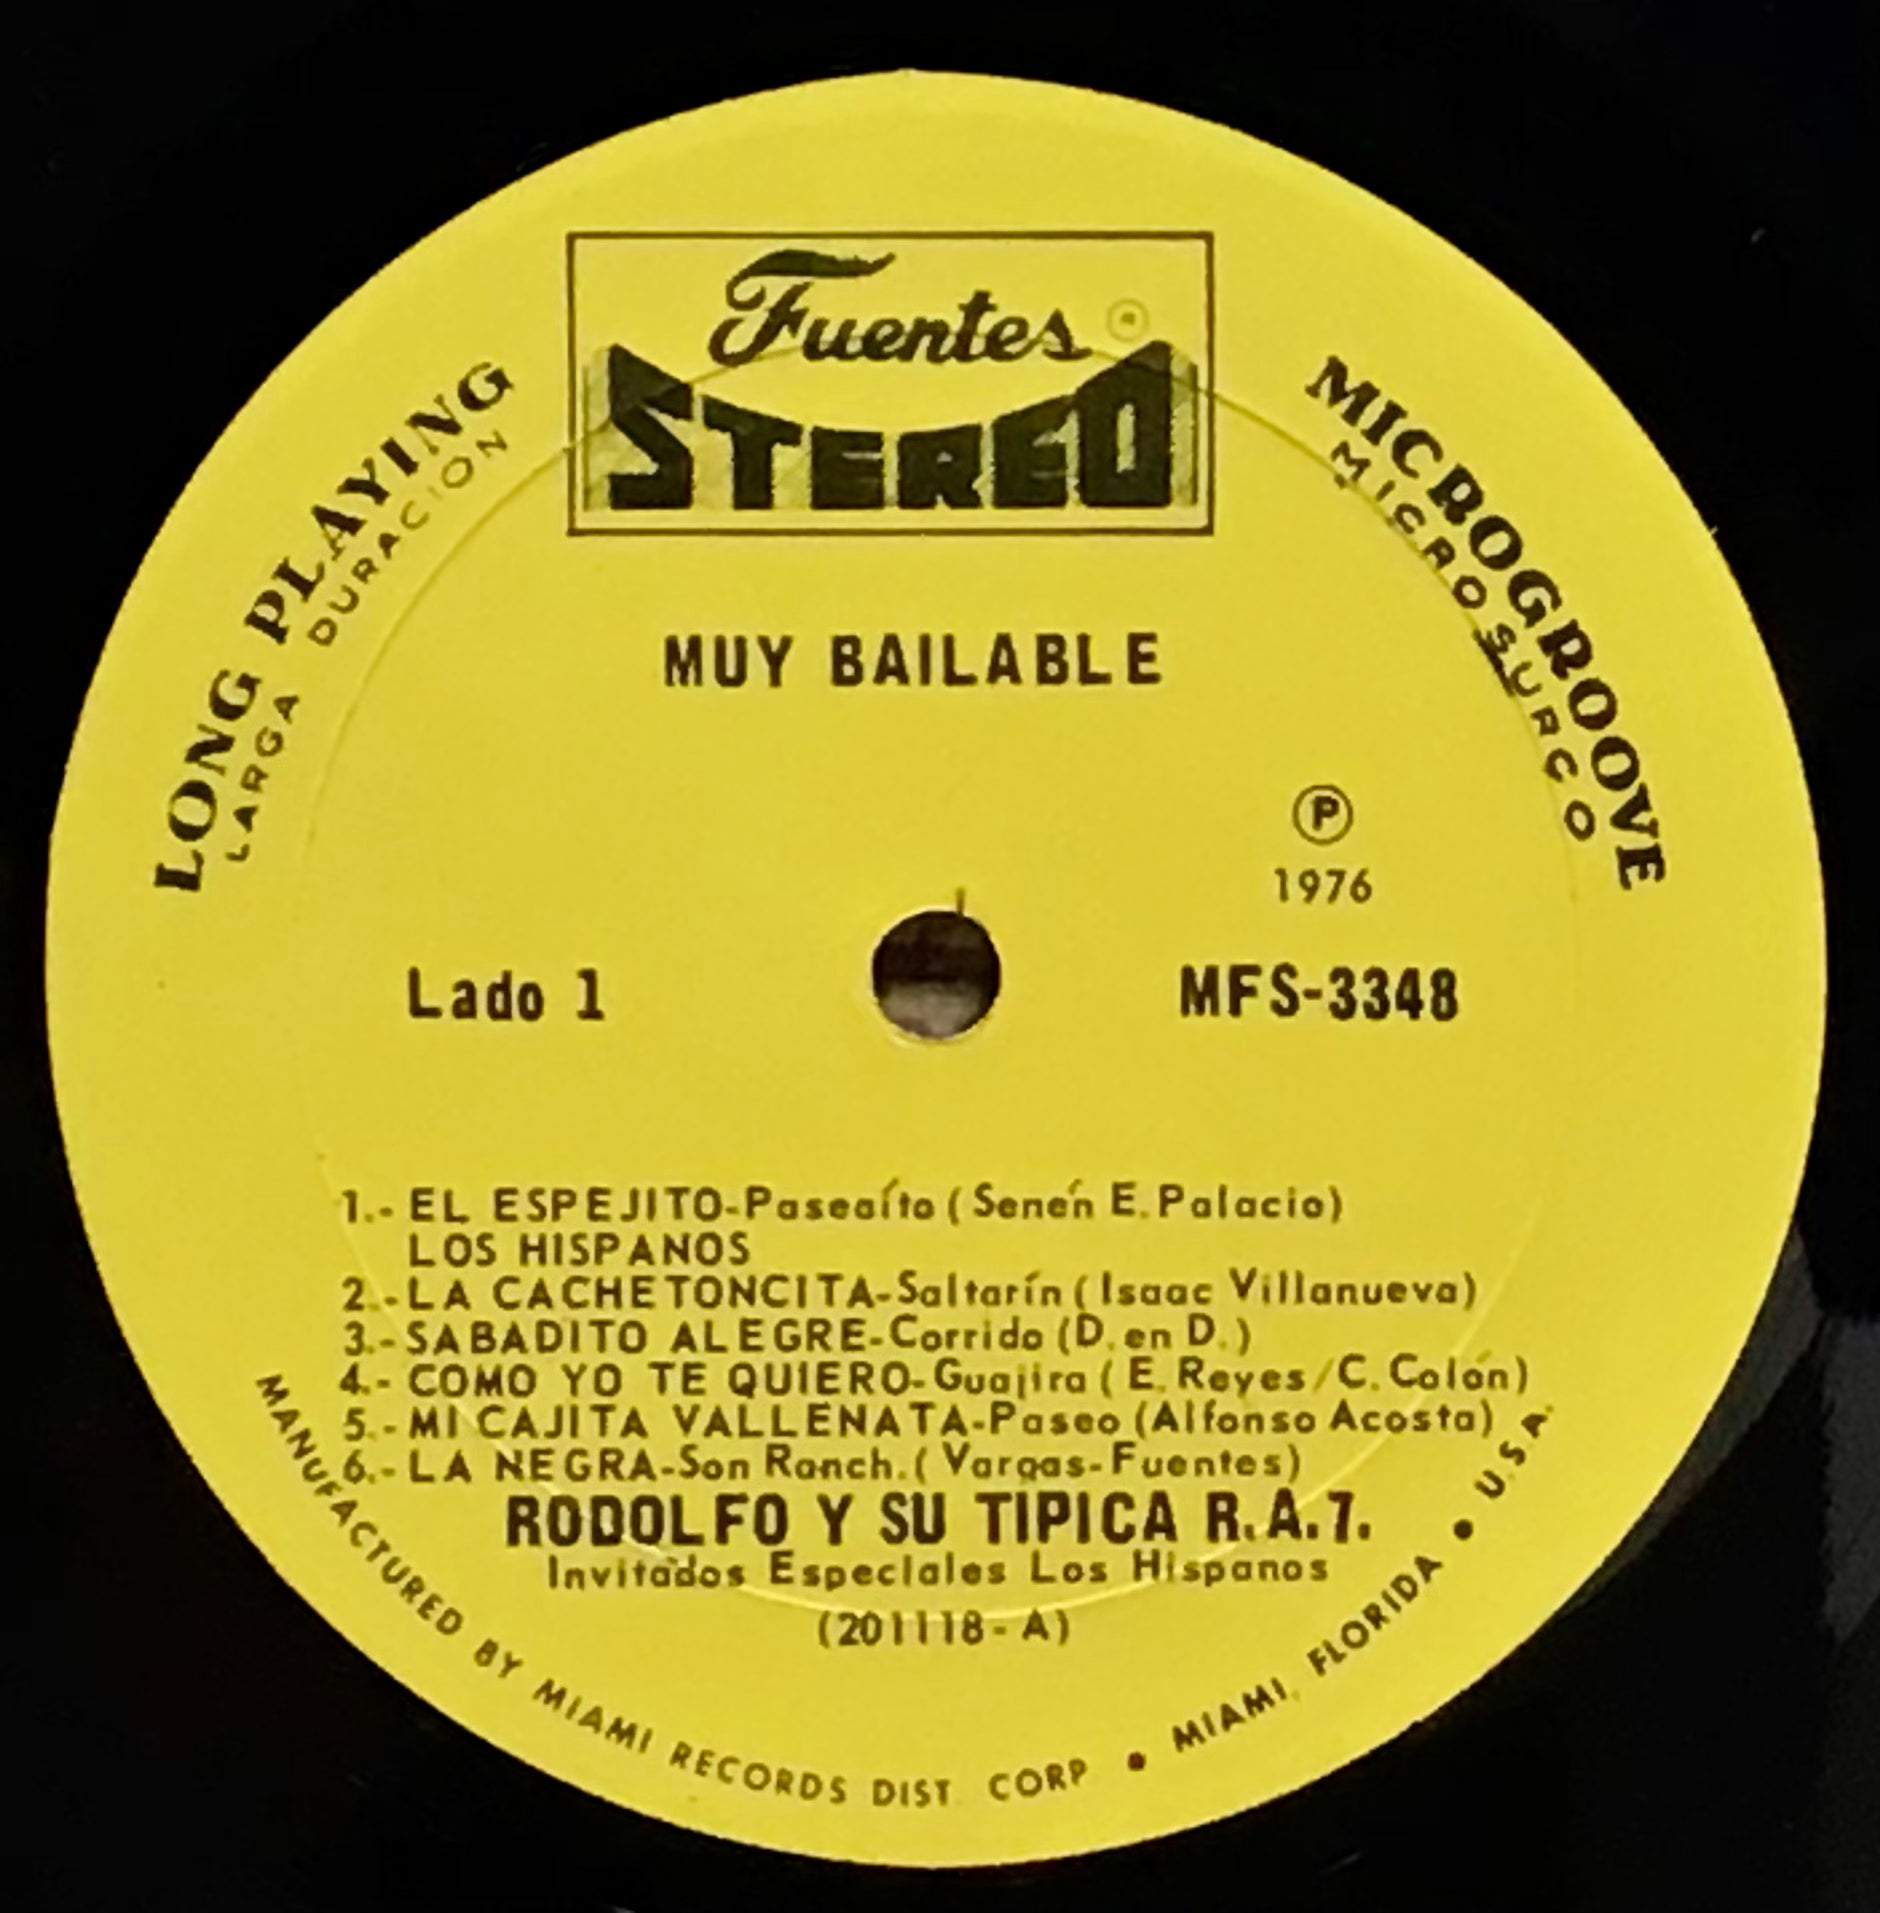 Fuentes
STEREO
LONG PLAYING
LARGA DURACION
MICROGROOVE
MICRO SURCO
MUY BAILABLE
Ⓟ
1976
Lado 1
MFS-3348
1.- EL ESPEJITO-Paseaíto (Senén E. Palacio)
LOS HISPANOS
2.-LA CACHETONCITA-Saltarín (Isaac Villanueva)
3.-SABADITO ALEGRE-Corrido (D. en D.)
4.- COMO YO TE QUIERO-Guajira (E. Reyes/C. Colón)
5.-MI CAJITA VALLENATA-Paseo (Alfonso Acosta)
6.-LA NEGRA-Son Ranch. (Vargas-Fuentes)
RODOLFO Y SU TIPICA R.A.7.
Invitados Especiales Los Hispanos
(201118-A)
MANUFACTURED BY MIAMI RECORDS DIST. CORP • MIAMI, FLORIDA • U.S.A.